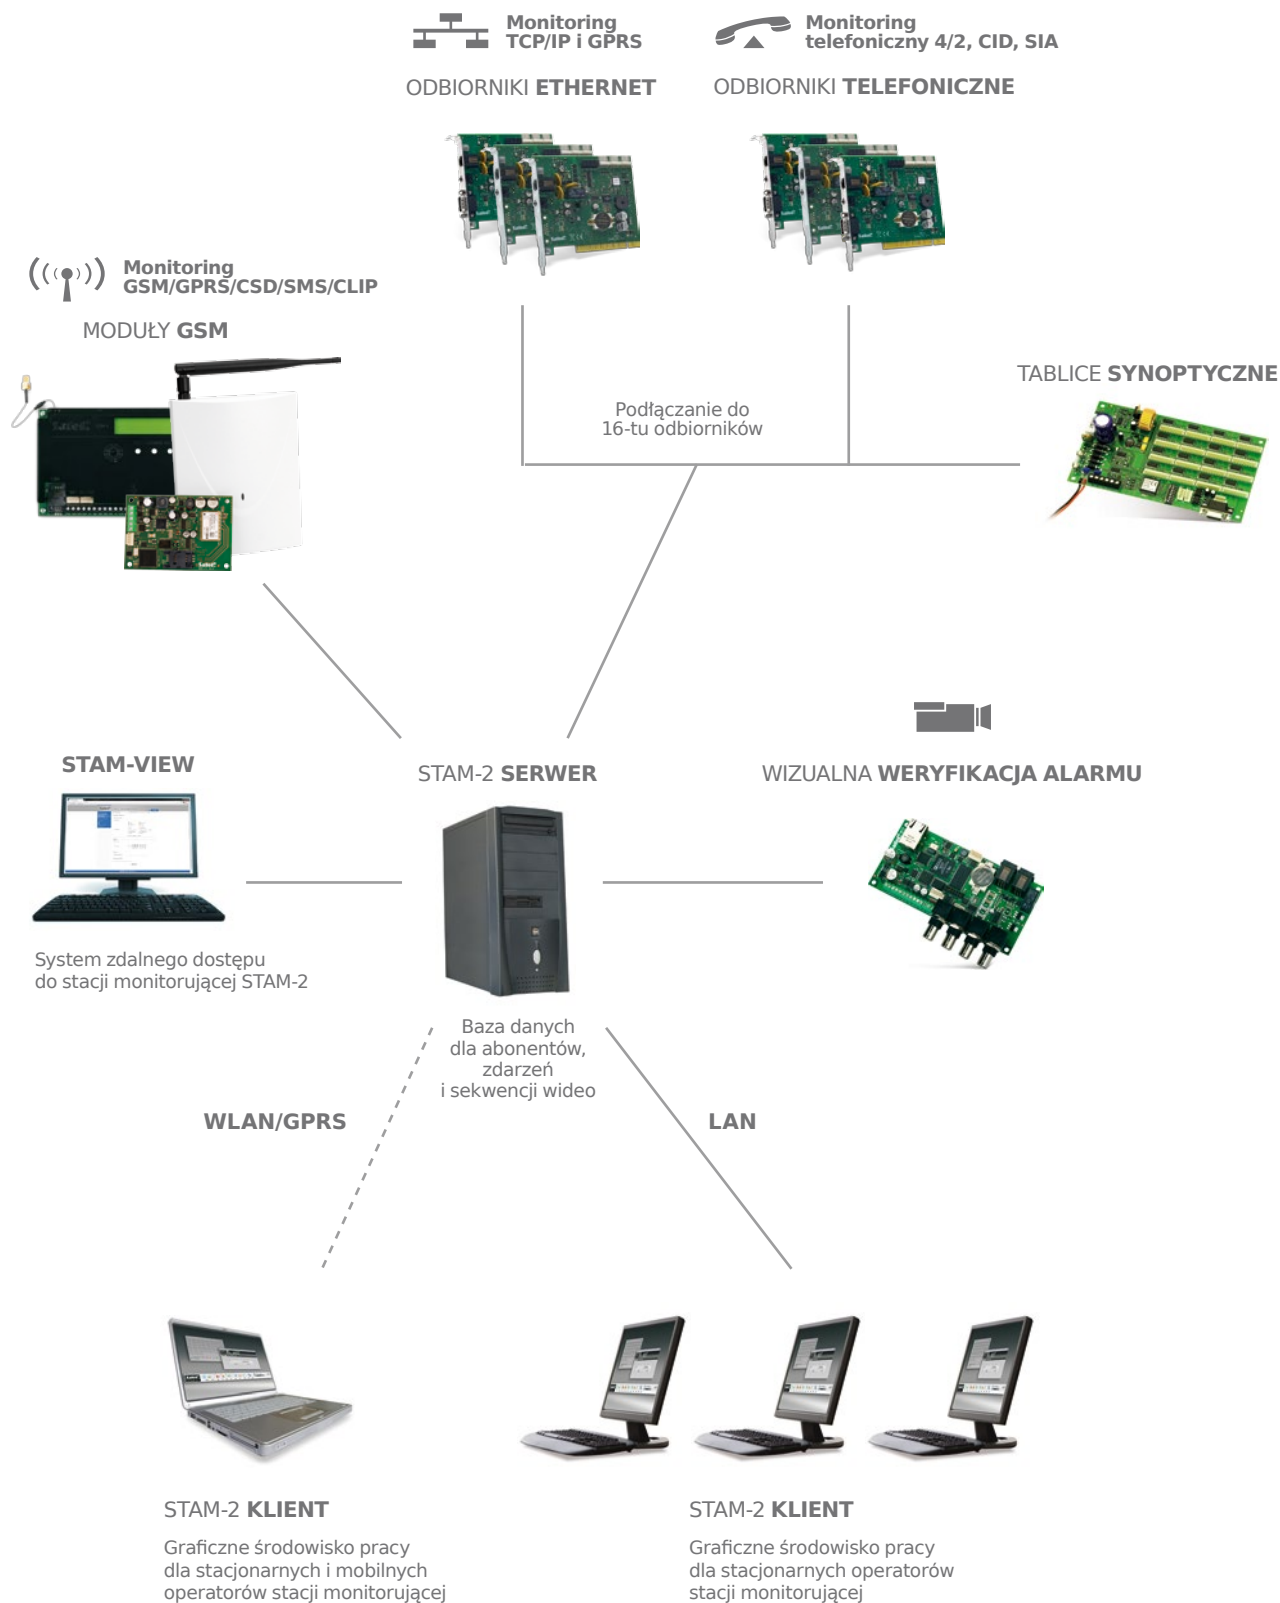 Monitoring
TCP/IP i GPRS
ODBIORNIKI ETHERNET
Monitoring
telefoniczny 4/2, CID, SIA
ODBIORNIKI TELEFONICZNE
Monitoring
GSM/GPRS/CSD/SMS/CLIP
MODUŁY GSM
TABLICE SYNOPTYCZNE
Podłączanie do
16-tu odbiorników
STAM-VIEW
System zdalnego dostępu
do stacji monitorującej STAM-2
STAM-2 SERWER
Baza danych
dla abonentów,
zdarzeń
i sekwencji wideo
WIZUALNA WERYFIKACJA ALARMU
WLAN/GPRS
LAN
STAM-2 KLIENT
Graficzne środowisko pracy
dla stacjonarnych i mobilnych
operatorów stacji monitorującej
STAM-2 KLIENT
Graficzne środowisko pracy
dla stacjonarnych operatorów
stacji monitorującej